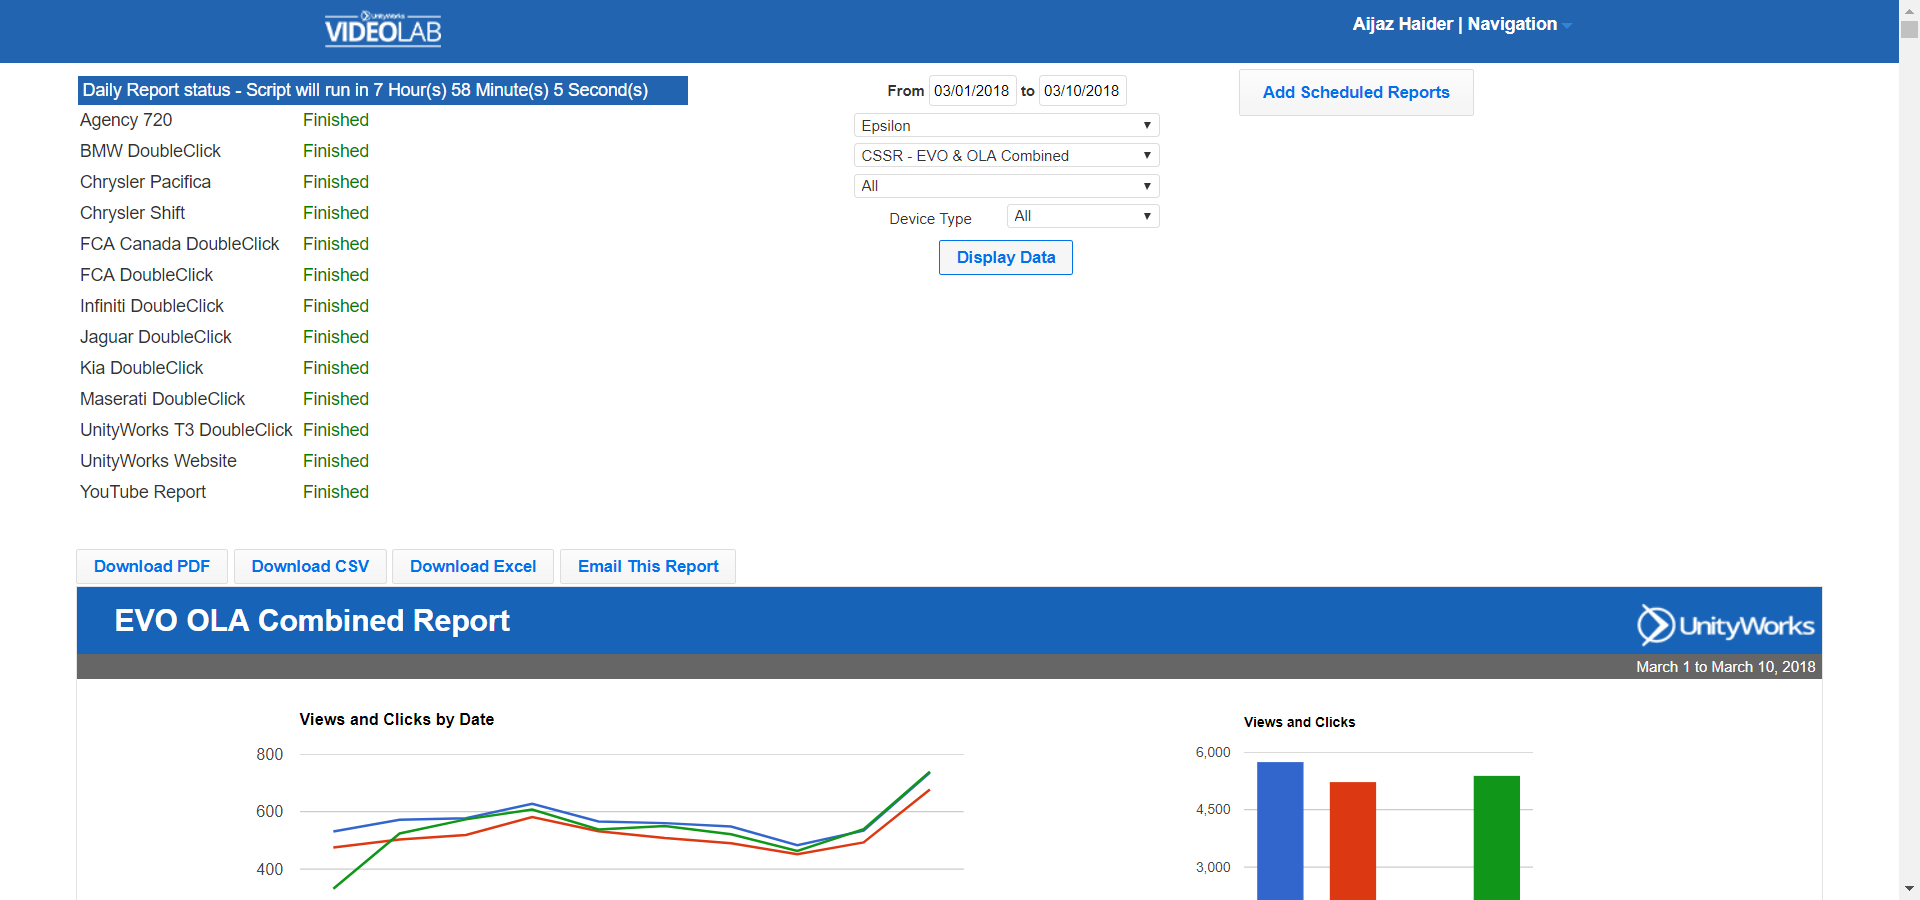 UnityWorks
VIDEOLAB
Aijaz Haider | Navigation
Daily Report status - Script will run in 7 Hour(s) 58 Minute(s) 5 Second(s)
Agency 720 Finished
BMW DoubleClick Finished
Chrysler Pacifica Finished
Chrysler Shift Finished
FCA Canada DoubleClick Finished
FCA DoubleClick Finished
Infiniti DoubleClick Finished
Jaguar DoubleClick Finished
Kia DoubleClick Finished
Maserati DoubleClick Finished
UnityWorks T3 DoubleClick Finished
UnityWorks Website Finished
YouTube Report Finished
From 03/01/2018 to 03/10/2018
Epsilon
CSSR - EVO & OLA Combined
All
Device Type All
Display Data
Add Scheduled Reports
Download PDF Download CSV Download Excel Email This Report
EVO OLA Combined Report
UnityWorks
March 1 to March 10, 2018
Views and Clicks by Date
800
600
400
Views and Clicks
6,000
4,500
3,000